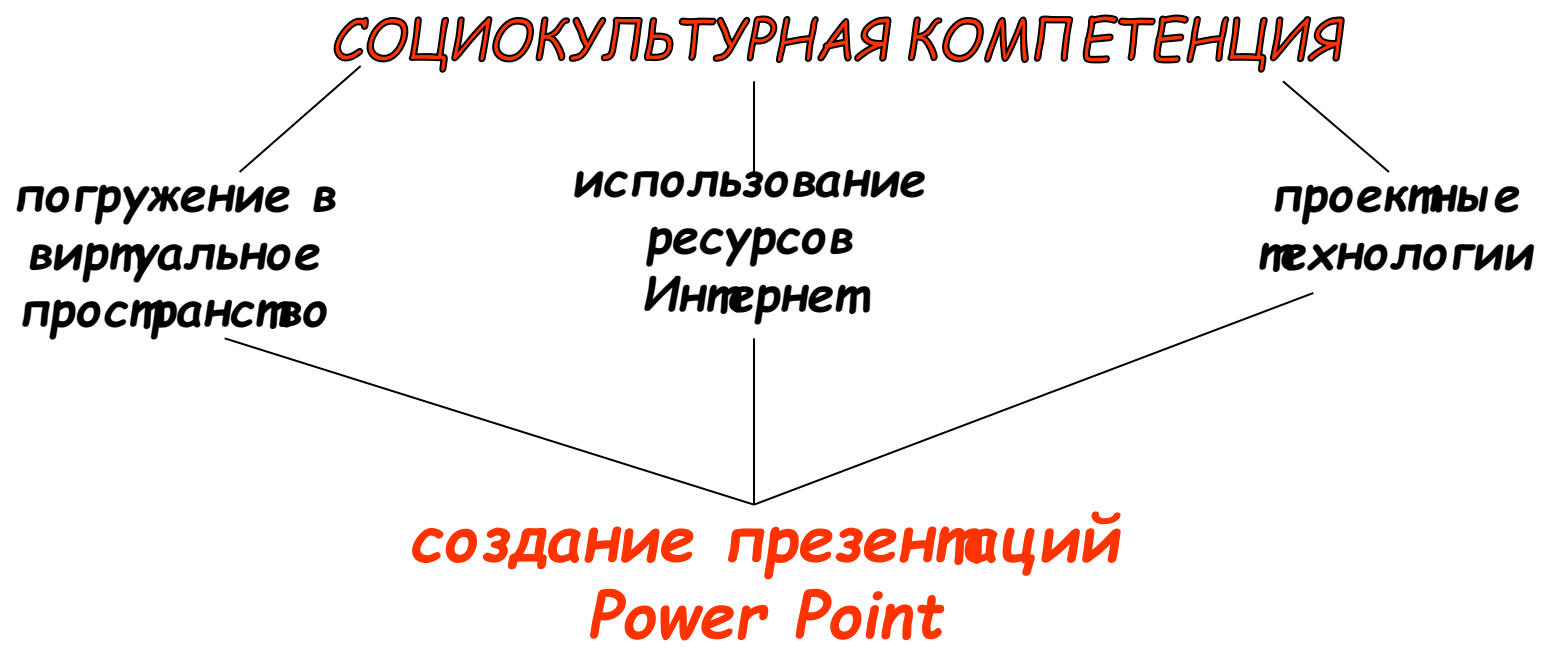 СОЦИОКУЛЬТУРНАЯ КОМПЕТЕНЦИЯ
погружение в
виртуальное
пространство
использование
ресурсов
Интернет
проектные
технологии
создание презентаций
Power Point